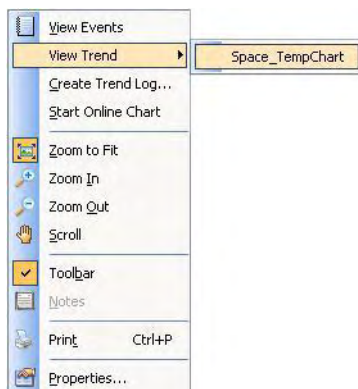 View Events
View Trend
Space_TempChart
Create Trend Log...
Start Online Chart
Zoom to Fit
Zoom In
Zoom Out
Scroll
Toolbar
Notes
Print Ctrl+P
Properties...